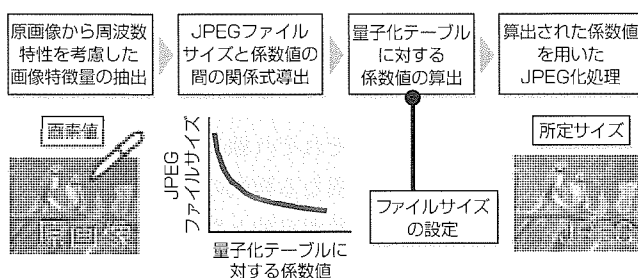 原画像から周波数
特性を考慮した
画像特徴量の抽出
JPEGファイル
サイズと係数値の
間の関係式導出
量子化テーブル
に対する
係数値の算出
算出された係数値
を用いた
JPEG化処理
画素値
原画像
JPEG
ファイルサイズ
量子化テーブルに
対する係数値
ファイルサイズ
の設定
所定サイズ
JPEG